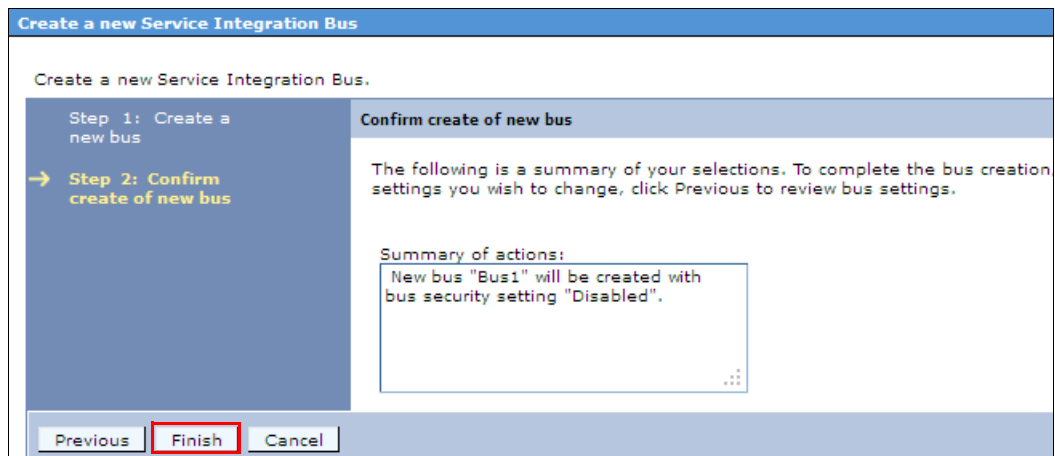 Create a new Service Integration Bus
Create a new Service Integration Bus.
Step 1: Create a
new bus
Step 2: Confirm
create of new bus
Confirm create of new bus
The following is a summary of your selections. To complete the bus creation,
settings you wish to change, click Previous to review bus settings.
Summary of actions:
New bus "Bus1" will be created with
bus security setting "Disabled".
Previous Finish Cancel